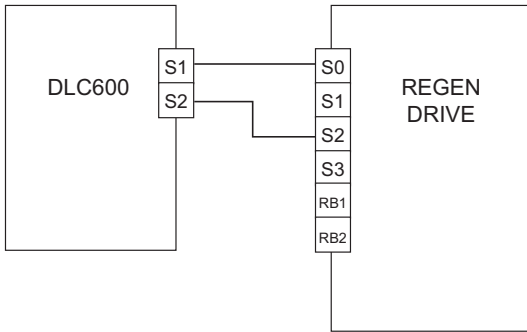 DLC600
S1
S2
S0
S1
S2
S3
RB1
RB2
REGEN
DRIVE